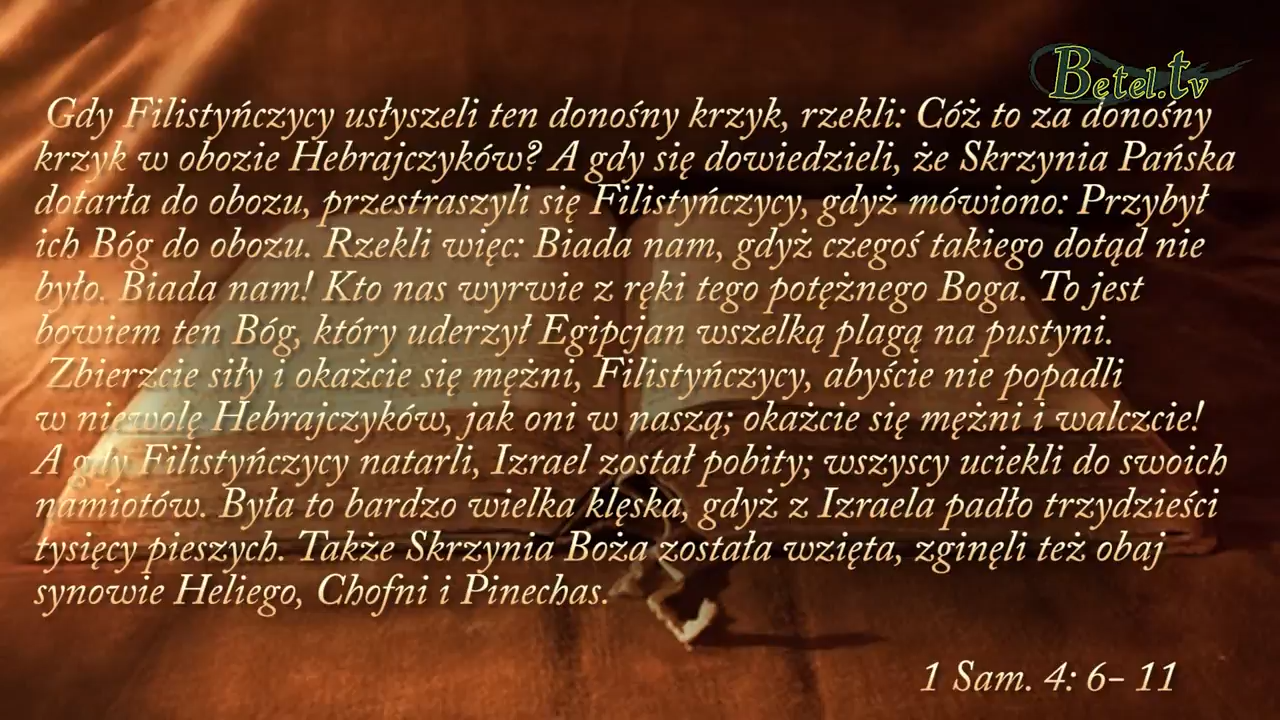 Betel.tv
Gdy Filistyńczycy usłyszeli ten donośny krzyk, rzekli: Cóż to za donośny
krzyk w obozie Hebrajczyków? A gdy się dowiedzieli, że Skrzynia Pańska
dotarła do obozu, przestraszyli się Filistyńczycy, gdyż mówiono: Przybył
ich Bóg do obozu. Rzekli więc: Biada nam, gdyż czegoś takiego dotąd nie
było. Biada nam! Kto nas wyrwie z ręki tego potężnego Boga. To jest
bowiem ten Bóg, który uderzył Egipcjan wszelką plagą na pustyni.
Zbierzcie siły i okażcie się mężni, Filistyńczycy, abyście nie popadli
w niewolę Hebrajczyków, jak oni w naszą; okażcie się mężni i walczcie!
A gdy Filistyńczycy natarli, Izrael został pobity; wszyscy uciekli do swoich
namiotów. Była to bardzo wielka klęska, gdyż z Izraela padło trzydzieści
tysięcy pieszych. Także Skrzynia Boża została wzięta, zginęli też obaj
synowie Heliego, Chofni i Pinechas.
1 Sam. 4: 6- 11